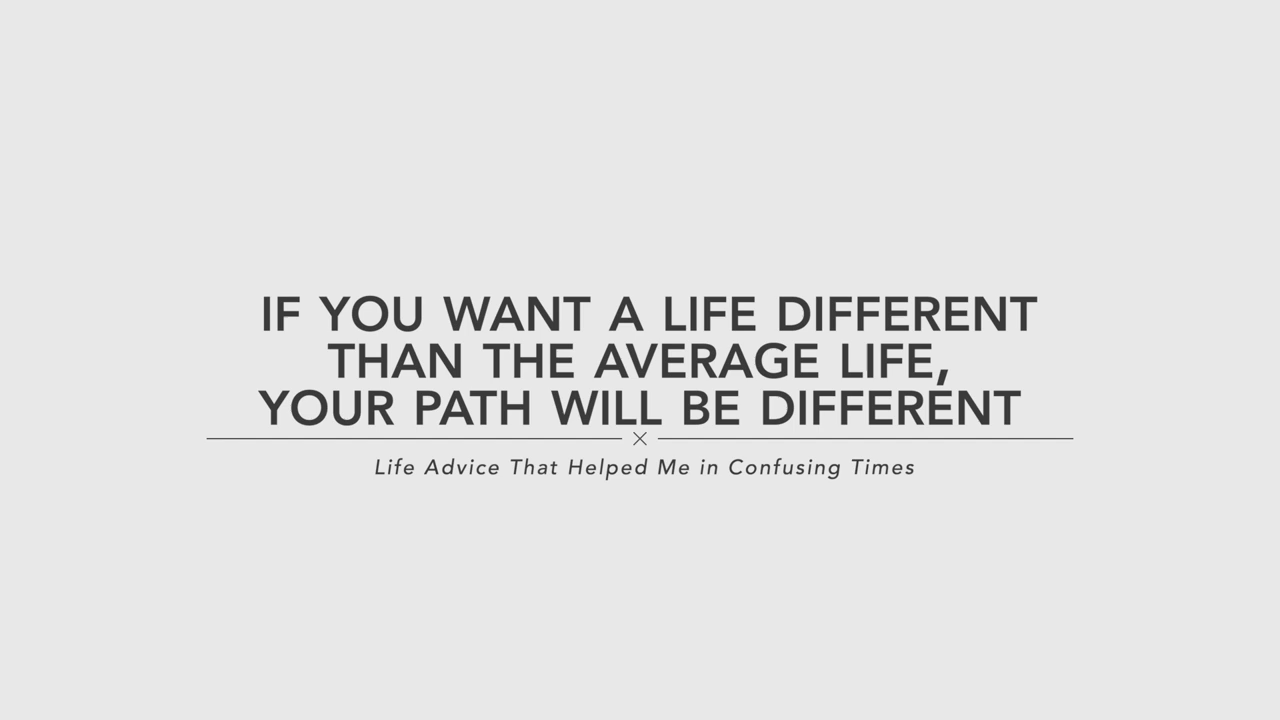 IF YOU WANT A LIFE DIFFERENT
THAN THE AVERAGE LIFE,
YOUR PATH WILL BE DIFFERENT
Life Advice That Helped Me in Confusing Times